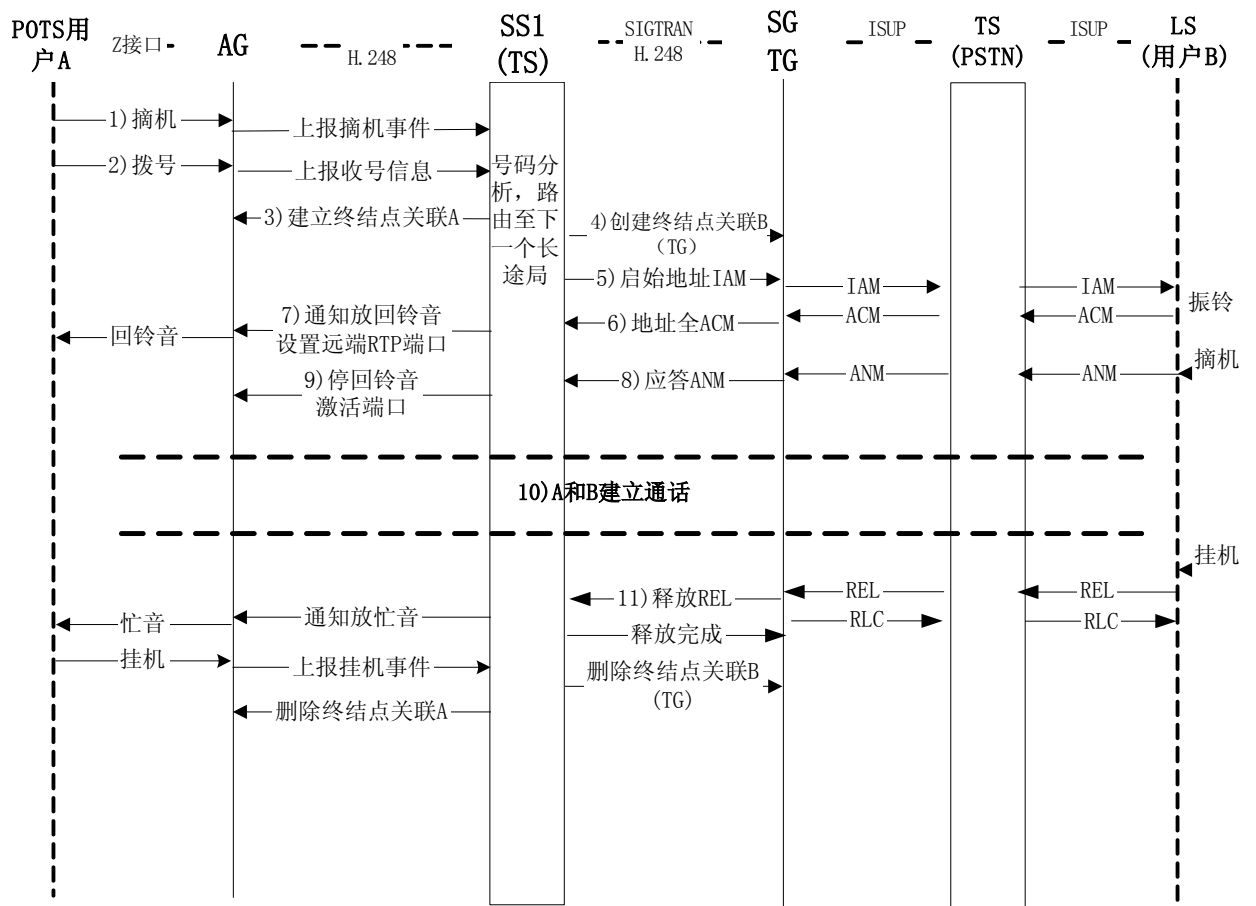 POTS用
户A
Z接口
AG
H.248
SS1
(TS)
SIGTRAN
H.248
SG
TG
ISUP
TS
(PSTN)
ISUP
LS
(用户B)
1)摘机
上报摘机事件
2)拨号
上报收号信息
号码分
析，路
由至下
一个长
途局
3)建立终结点关联A
4)创建终结点关联B
（TG）
5)启始地址IAM
IAM
IAM
振铃
6)地址全ACM
ACM
ACM
7)通知放回铃音
设置远端RTP端口
回铃音
摘机
8)应答ANM
ANM
ANM
9)停回铃音
激活端口
10)A和B建立通话
挂机
11)释放REL
REL
REL
通知放忙音
忙音
释放完成
RLC
RLC
挂机
上报挂机事件
删除终结点关联B
(TG)
删除终结点关联A